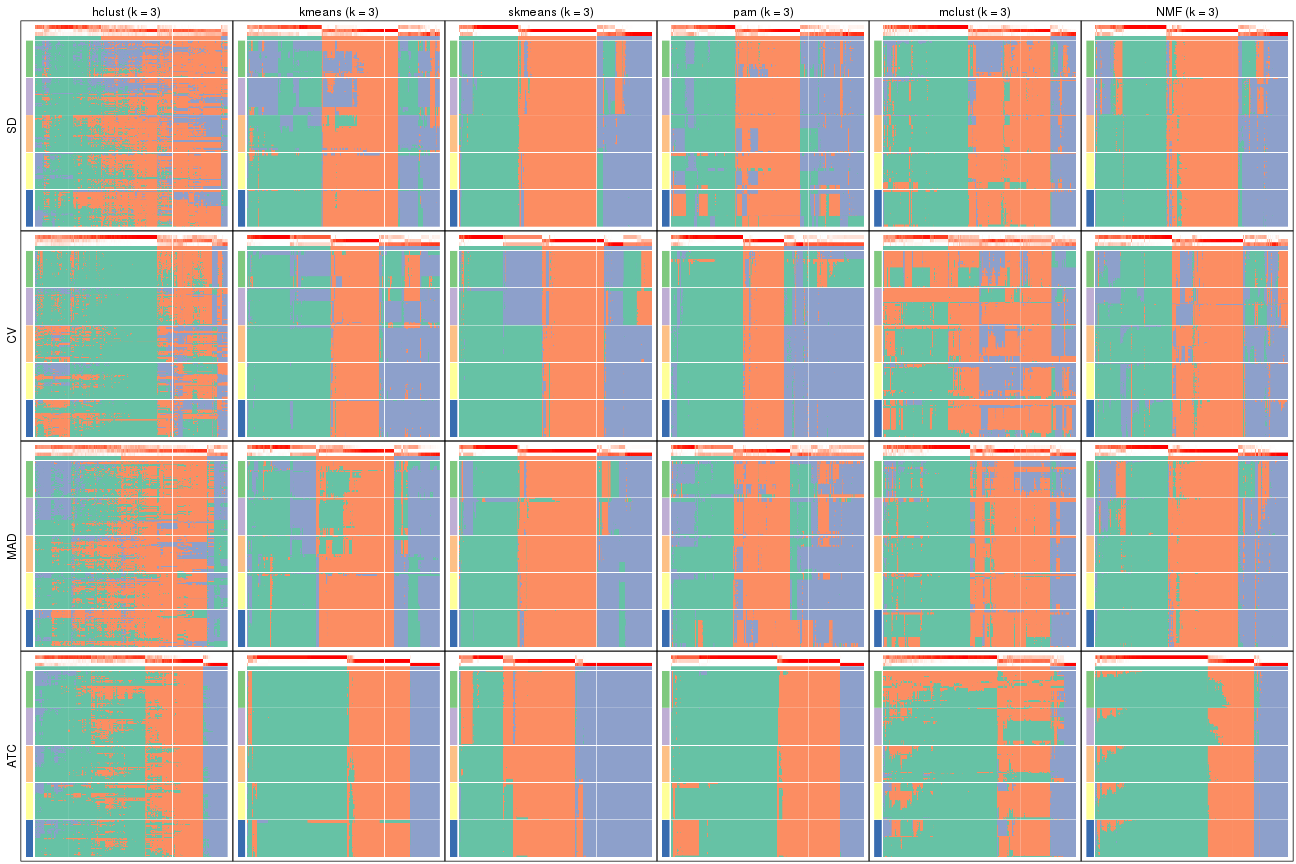 hclust (k = 3) kmeans (k = 3) skmeans (k = 3) pam (k = 3) mclust (k = 3) NMF (k = 3)
SD
CV
MAD
ATC